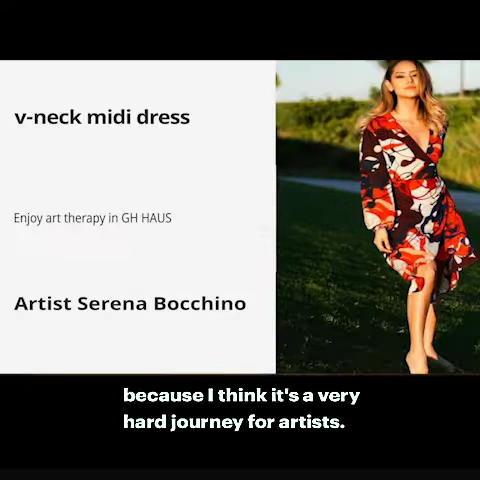 v-neck midi dress
Enjoy art therapy in GH HAUS
Artist Serena Bocchino
because I think it's a very
hard journey for artists.